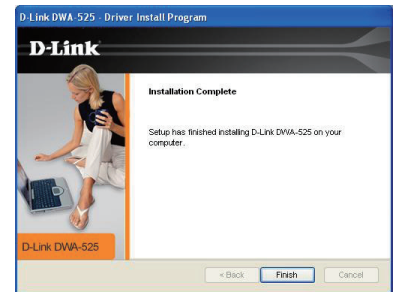 D-Link DWA-525 - Driver Install Program
D-Link
Installation Complete
Setup has finished installing D-Link DWA-525 on your
computer.
D-Link DWA-525
< Back
Finish
Cancel